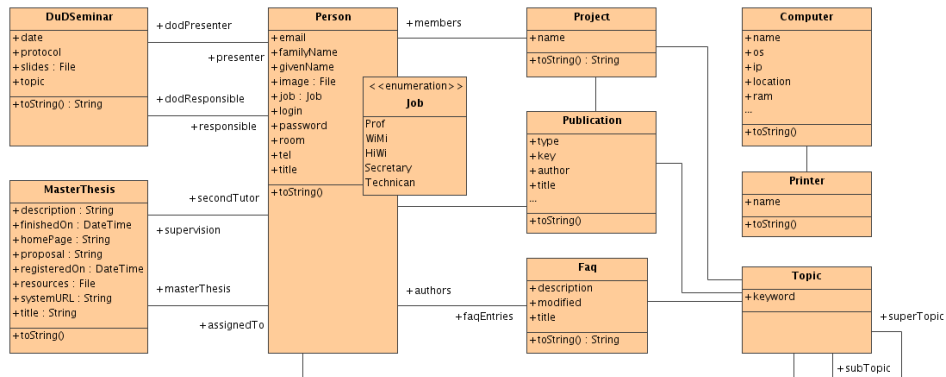 DuDSeminar
+date
+protocol
+slides : File
+topic
+toString() : String
+dodPresenter
+presenter
+dodResponsible
+responsible
Person
+email
+familyName
+givenName
+image : File
+job : Job
+login
+password
+room
+tel
+title
+toString()
<<enumeration>>
Job
Prof
WiMi
HiWi
Secretary
Technican
+members
Project
+name
+toString() : String
Computer
+name
+os
+ip
+location
+ram
...
+toString()
Publication
+type
+key
+author
+title
...
+toString()
Printer
+name
+toString()
MasterThesis
+description : String
+finishedOn : DateTime
+homePage : String
+proposal : String
+registeredOn : DateTime
+resources : File
+systemURL : String
+title : String
+toString()
+secondTutor
+supervision
+masterThesis
+assignedTo
+authors
+faqEntries
Faq
+description
+modified
+title
+toString() : String
Topic
+keyword
+superTopic
+subTopic